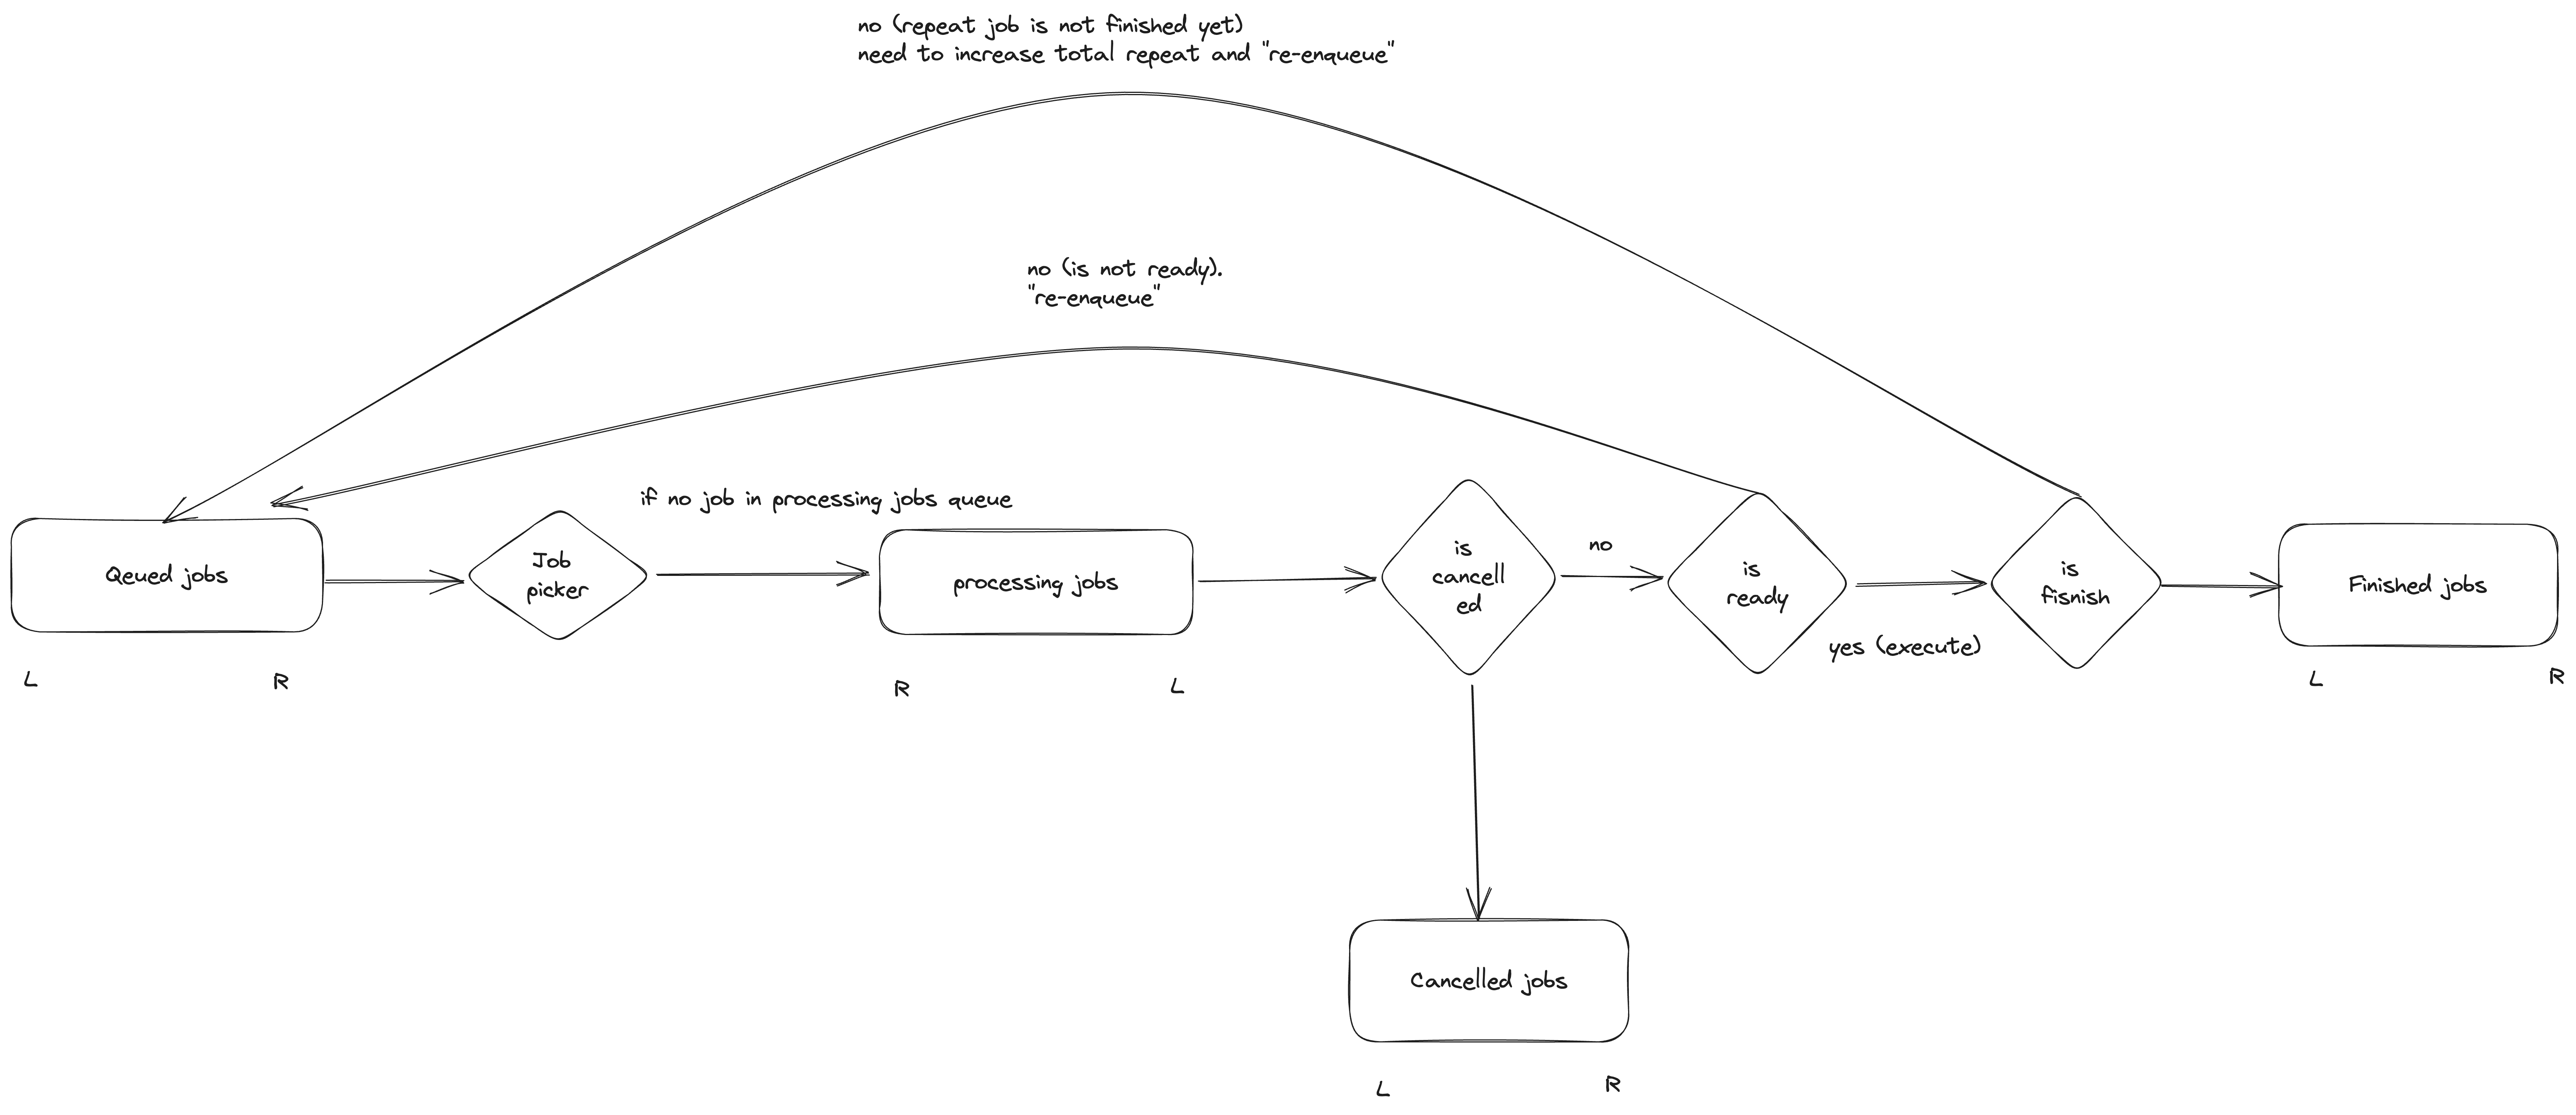 no (repeat job is not finished yet)
need to increase total repeat and "re-enqueue"
no (is not ready).
"re-enqueue"
if no job in processing jobs queue
Qeued jobs
Job
picker
processing jobs
is
cancell
ed
no
is
ready
yes (execute)
is
fisnish
Finished jobs
L
R
R
L
L
R
Cancelled jobs
L
R